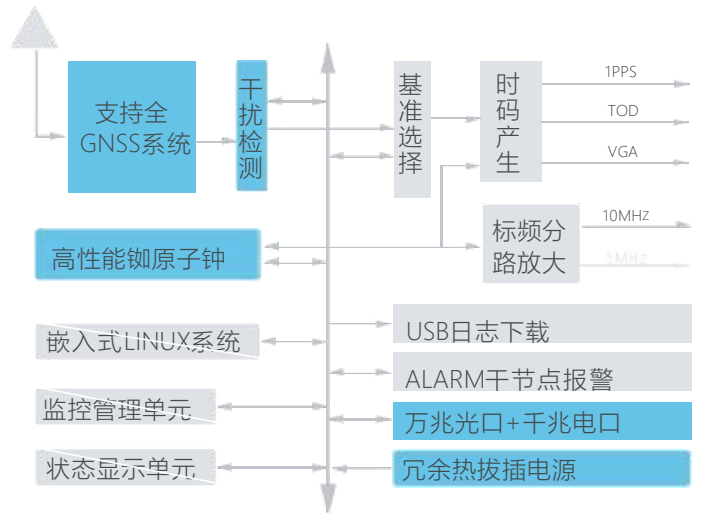 支持全
GNSS系统
干扰检测
基准选择
时码产生
1PPS
TOD
VGA
标频分
路放大
10MHZ
5MHz
高性能铷原子钟
嵌入式LINUX系统
监控管理单元
状态显示单元
USB日志下载
ALARM干节点报警
万兆光口+千兆电口
冗余热拔插电源